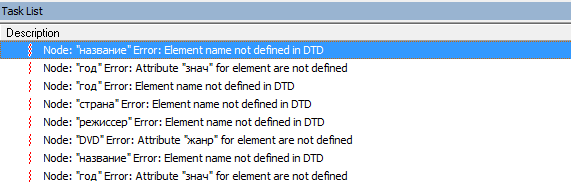 Task List
Description
Node: "название" Error: Element name not defined in DTD
Node: "год" Error: Attribute "знач" for element are not defined
Node: "год" Error: Element name not defined in DTD
Node: "страна" Error: Element name not defined in DTD
Node: "режиссер" Error: Element name not defined in DTD
Node: "DVD" Error: Attribute "жанр" for element are not defined
Node: "название" Error: Element name not defined in DTD
Node: "год" Error: Attribute "знач" for element are not defined